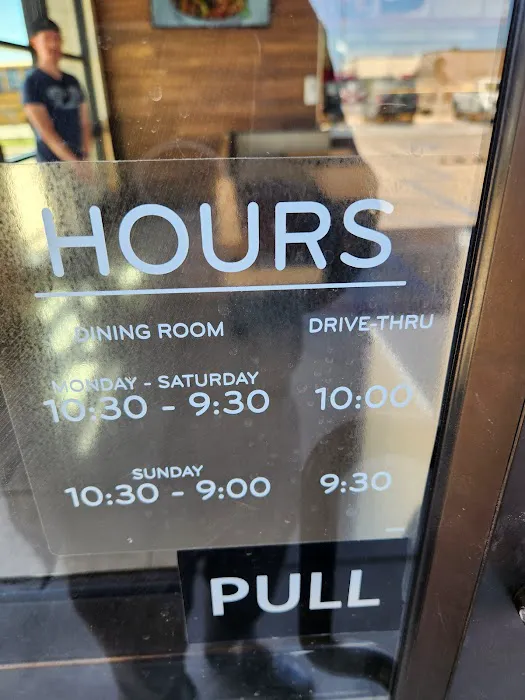 HOURS
DINING ROOM DRIVE-THRU
MONDAY - SATURDAY
10:30 - 9:30 10:00
SUNDAY
10:30 - 9:00 9:30
PULL